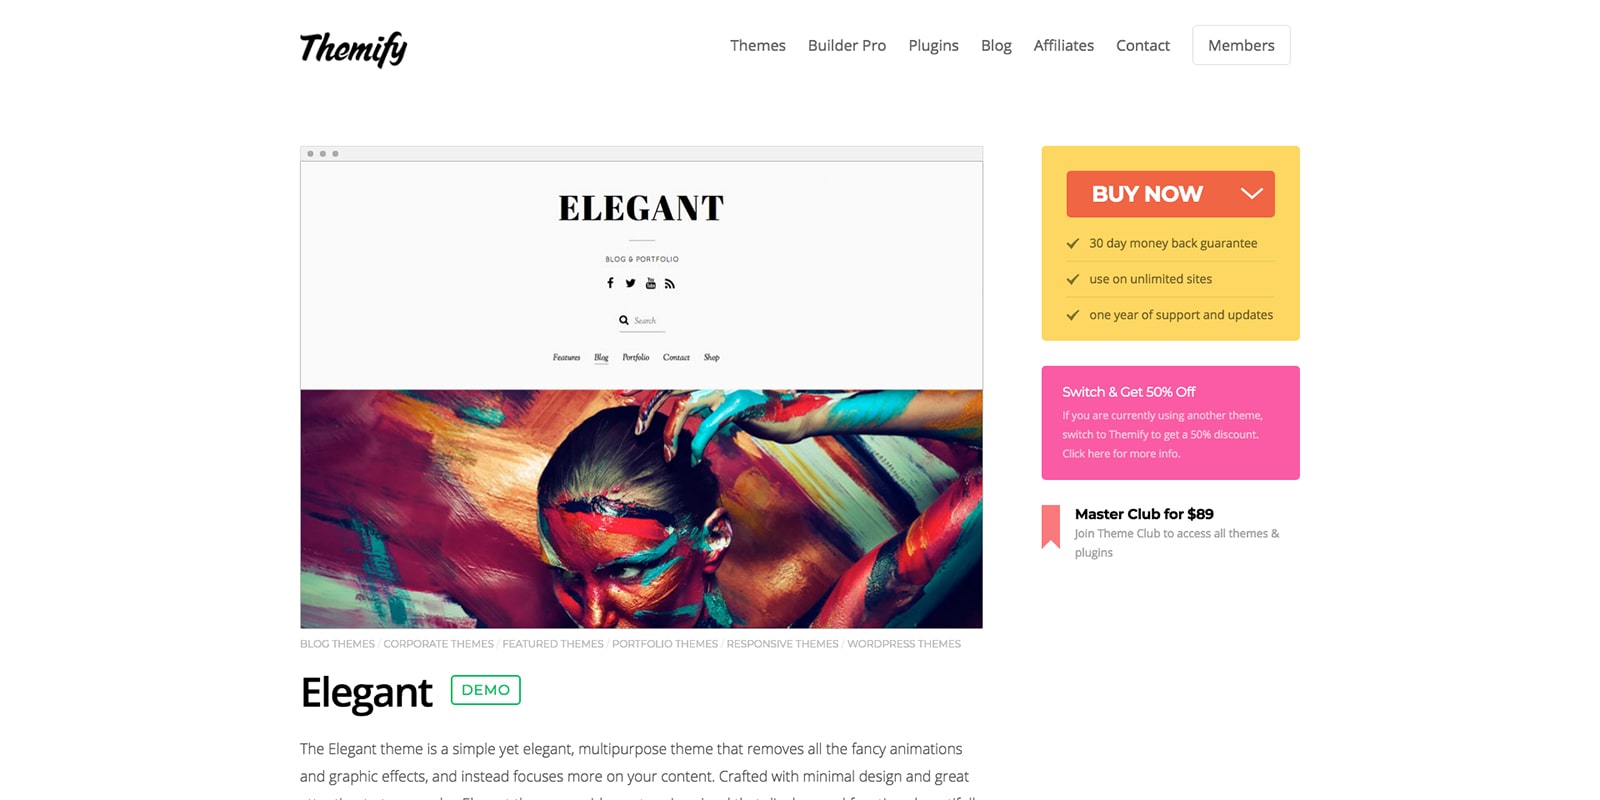 Themify
Themes Builder Pro Plugins Blog Affiliates Contact Members
ELEGANT
BLOG & PORTFOLIO
Search
Features Blog Portfolio Contact Shop
BUY NOW
30 day money back guarantee
use on unlimited sites
one year of support and updates
Switch & Get 50% Off
If you are currently using another theme,
switch to Themify to get a 50% discount.
Click here for more info.
Master Club for $89
Join Theme Club to access all themes &
plugins
BLOG THEMES / CORPORATE THEMES / FEATURED THEMES / PORTFOLIO THEMES / RESPONSIVE THEMES / WORDPRESS THEMES
Elegant DEMO
The Elegant theme is a simple yet elegant, multipurpose theme that removes all the fancy animations
and graphic effects, and instead focuses more on your content. Crafted with minimal design and great